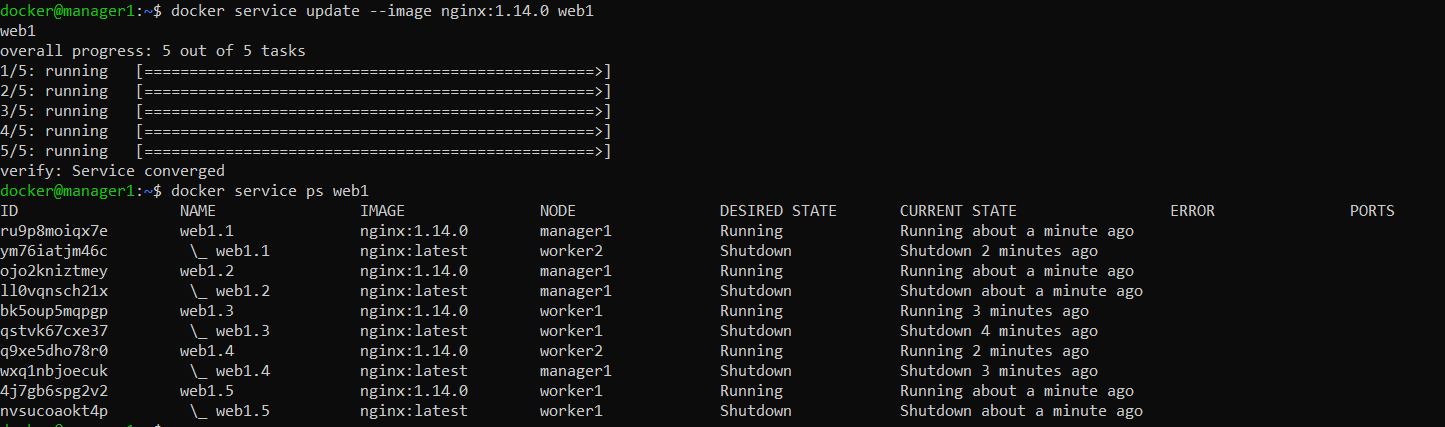 docker@manager1:~$ docker service update --image nginx:1.14.0 web1
web1
overall progress: 5 out of 5 tasks
1/5: running   [==================================================>]
2/5: running   [==================================================>]
3/5: running   [==================================================>]
4/5: running   [==================================================>]
5/5: running   [==================================================>]
verify: Service converged
docker@manager1:~$ docker service ps web1
ID                  NAME                IMAGE               NODE                DESIRED STATE       CURRENT STATE                 ERROR               PORTS
ru9p8moiqx7e        web1.1              nginx:1.14.0        manager1            Running             Running about a minute ago
ym76iatjm46c         \_ web1.1          nginx:latest        worker2             Shutdown            Shutdown 2 minutes ago
ojo2kniztmey        web1.2              nginx:1.14.0        manager1            Running             Running about a minute ago
ll0vqnsch21x         \_ web1.2          nginx:latest        manager1            Shutdown            Shutdown about a minute ago
bk5oup5mqpgp        web1.3              nginx:1.14.0        worker1             Running             Running 3 minutes ago
qstvk67cxe37         \_ web1.3          nginx:latest        worker1             Shutdown            Shutdown 4 minutes ago
q9xe5dho78r0        web1.4              nginx:1.14.0        worker2             Running             Running 2 minutes ago
wxq1nbjoecuk         \_ web1.4          nginx:latest        manager1            Shutdown            Shutdown 3 minutes ago
4j7gb6spg2v2        web1.5              nginx:1.14.0        worker1             Running             Running about a minute ago
nvsucoaokt4p         \_ web1.5          nginx:latest        worker1             Shutdown            Shutdown about a minute ago